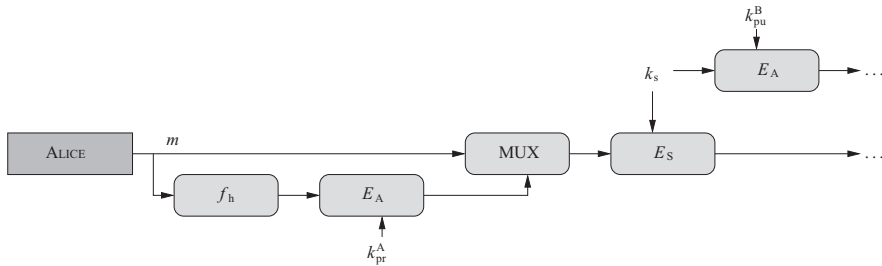 k_pu^B
E_A
...
k_s
ALICE
m
MUX
E_S
...
f_h
E_A
k_pr^A